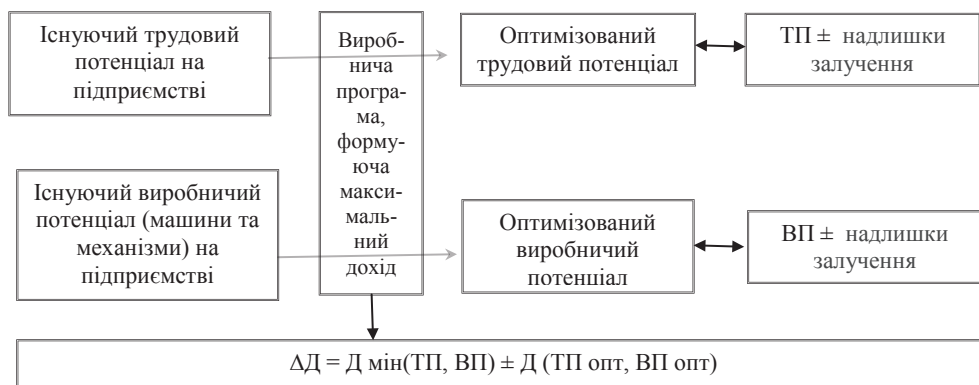 Існуючий трудовий
потенціал на
підприємстві
Вироб-
нича
програ-
ма,
форму-
юча
макси-
маль-
ний
дохід
Оптимізований
трудовий потенціал
ТП ± надлишки
залучення
Існуючий виробничий
потенціал (машини та
механізми) на
підприємстві
Оптимізований
виробничий
потенціал
ВП ± надлишки
залучення
ΔД = Д мін(ТП, ВП) ± Д (ТП опт, ВП опт)